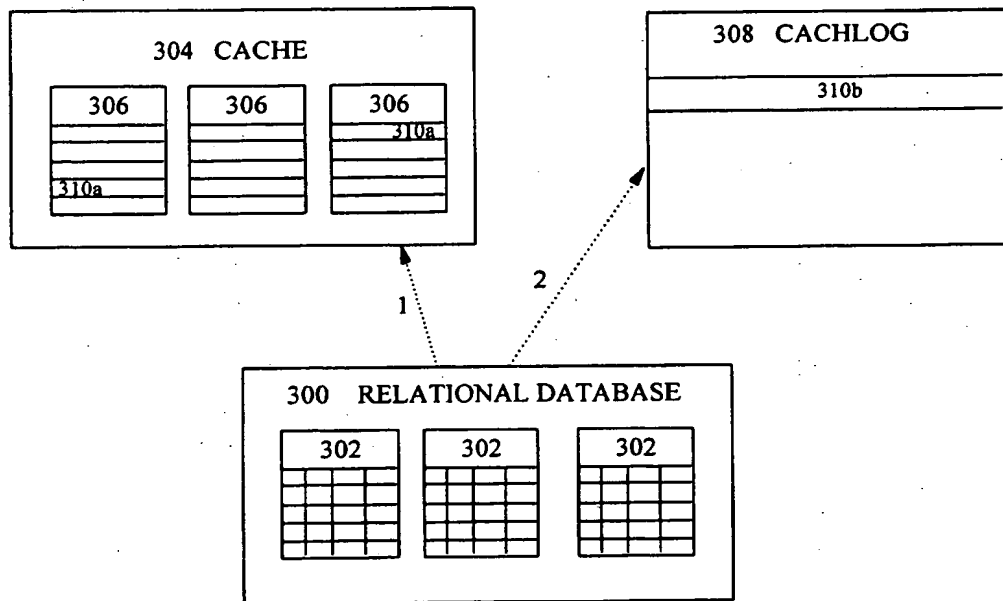 304 CACHE
306 306 306
310a
310a
308 CACHLOG
310b
1
2
300 RELATIONAL DATABASE
302 302 302